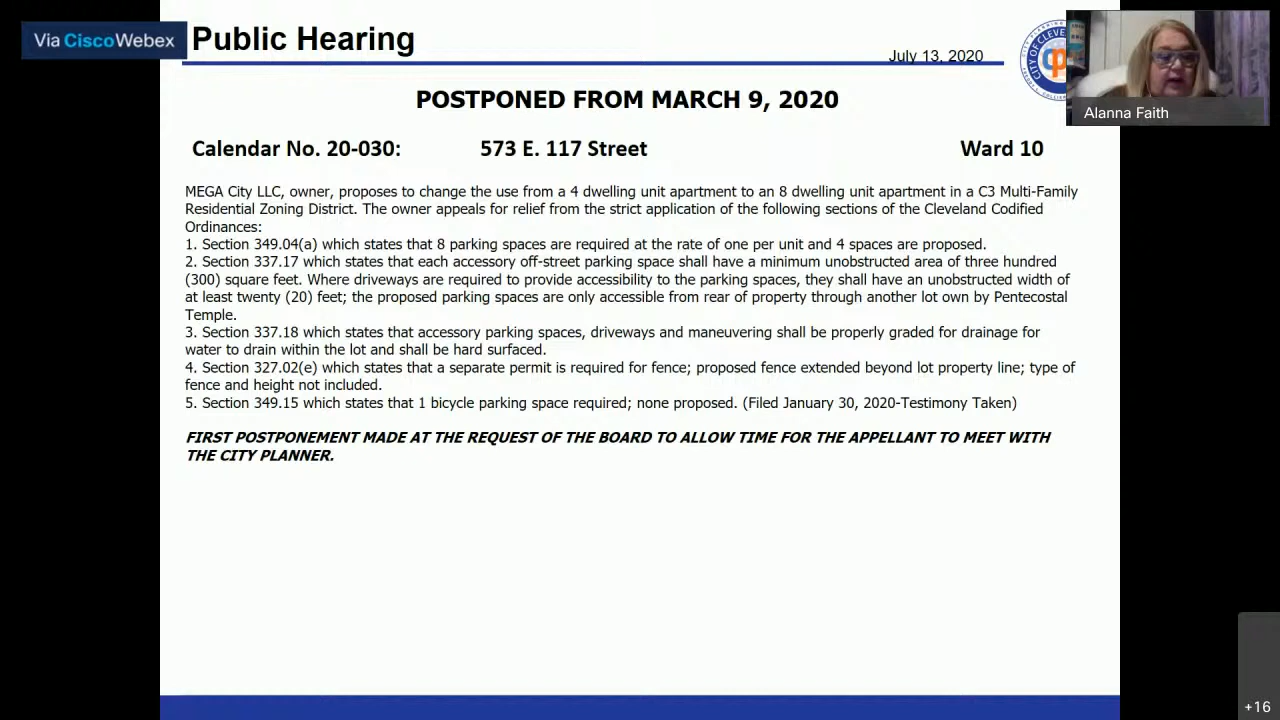 Via CiscoWebex
Public Hearing
July 13, 2020
CITY OF CLEVEL
cp
Alanna Faith
POSTPONED FROM MARCH 9, 2020
Calendar No. 20-030: 573 E. 117 Street Ward 10
MEGA City LLC, owner, proposes to change the use from a 4 dwelling unit apartment to an 8 dwelling unit apartment in a C3 Multi-Family
Residential Zoning District. The owner appeals for relief from the strict application of the following sections of the Cleveland Codified
Ordinances:
1. Section 349.04(a) which states that 8 parking spaces are required at the rate of one per unit and 4 spaces are proposed.
2. Section 337.17 which states that each accessory off-street parking space shall have a minimum unobstructed area of three hundred
(300) square feet. Where driveways are required to provide accessibility to the parking spaces, they shall have an unobstructed width of
at least twenty (20) feet; the proposed parking spaces are only accessible from rear of property through another lot own by Pentecostal
Temple.
3. Section 337.18 which states that accessory parking spaces, driveways and maneuvering shall be properly graded for drainage for
water to drain within the lot and shall be hard surfaced.
4. Section 327.02(e) which states that a separate permit is required for fence; proposed fence extended beyond lot property line; type of
fence and height not included.
5. Section 349.15 which states that 1 bicycle parking space required; none proposed. (Filed January 30, 2020-Testimony Taken)
FIRST POSTPONEMENT MADE AT THE REQUEST OF THE BOARD TO ALLOW TIME FOR THE APPELLANT TO MEET WITH
THE CITY PLANNER.
+16